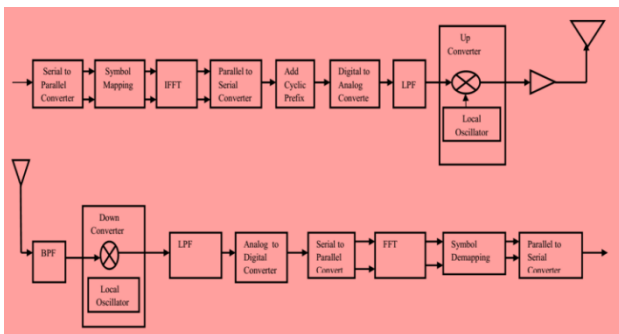 Serial to
Parallel
Converter
Symbol
Mapping
IFFT
Parallel to
Serial
Converter
Add
Cyclic
Prefix
Digital to
Analog
Converte
LPF
Up
Converter
Local
Oscillator
BPF
Down
Converter
Local
Oscillator
LPF
Analog to
Digital
Converter
Serial to
Parallel
Convert
FFT
Symbol
Demapping
Parallel to
Serial
Converter